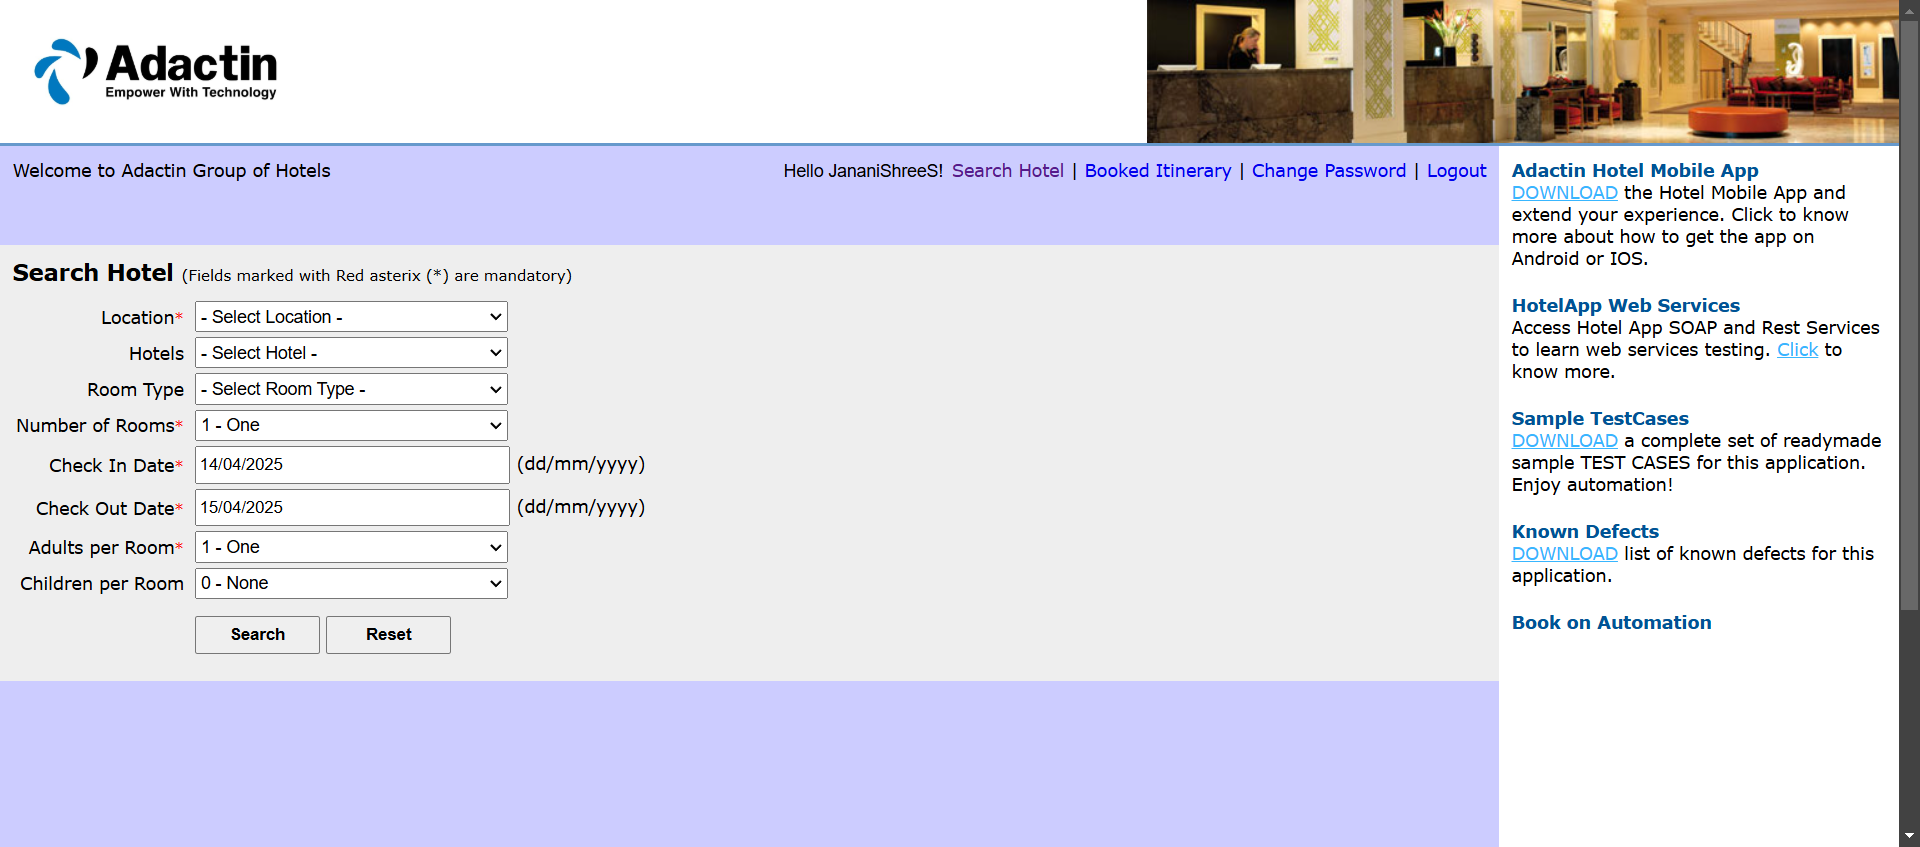 Adactin
Empower With Technology
Welcome to Adactin Group of Hotels
Hello JananiShreeS! Search Hotel | Booked Itinerary | Change Password | Logout
Search Hotel (Fields marked with Red asterix (*) are mandatory)
Location* - Select Location -
Hotels - Select Hotel -
Room Type - Select Room Type -
Number of Rooms* 1 - One
Check In Date* 14/04/2025 (dd/mm/yyyy)
Check Out Date* 15/04/2025 (dd/mm/yyyy)
Adults per Room* 1 - One
Children per Room 0 - None
Search Reset
Adactin Hotel Mobile App
DOWNLOAD the Hotel Mobile App and
extend your experience. Click to know
more about how to get the app on
Android or IOS.
HotelApp Web Services
Access Hotel App SOAP and Rest Services
to learn web services testing. Click to
know more.
Sample TestCases
DOWNLOAD a complete set of readymade
sample TEST CASES for this application.
Enjoy automation!
Known Defects
DOWNLOAD list of known defects for this
application.
Book on Automation